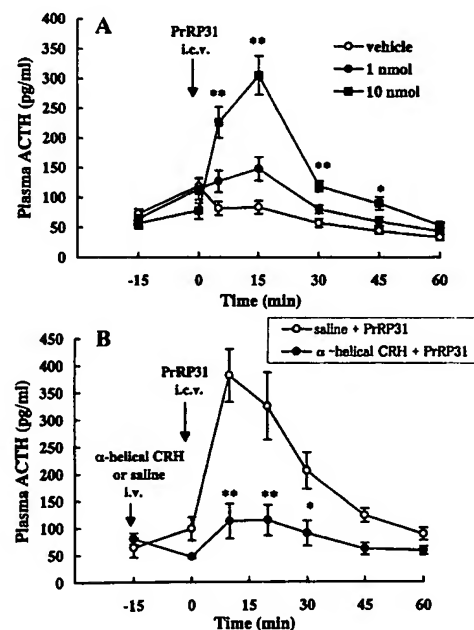 A
PrRP31
i.c.v.
vehicle
1 nmol
10 nmol
**
**
**
*
Plasma ACTH (pg/ml)
400
350
300
250
200
150
100
50
0
-15 0 15 30 45 60
Time (min)
saline + PrRP31
α-helical CRH + PrRP31
B
PrRP31
i.c.v.
α-helical CRH
or saline
i.v.
** ** *
Plasma ACTH (pg/ml)
450
400
350
300
250
200
150
100
50
0
-15 0 15 30 45 60
Time (min)